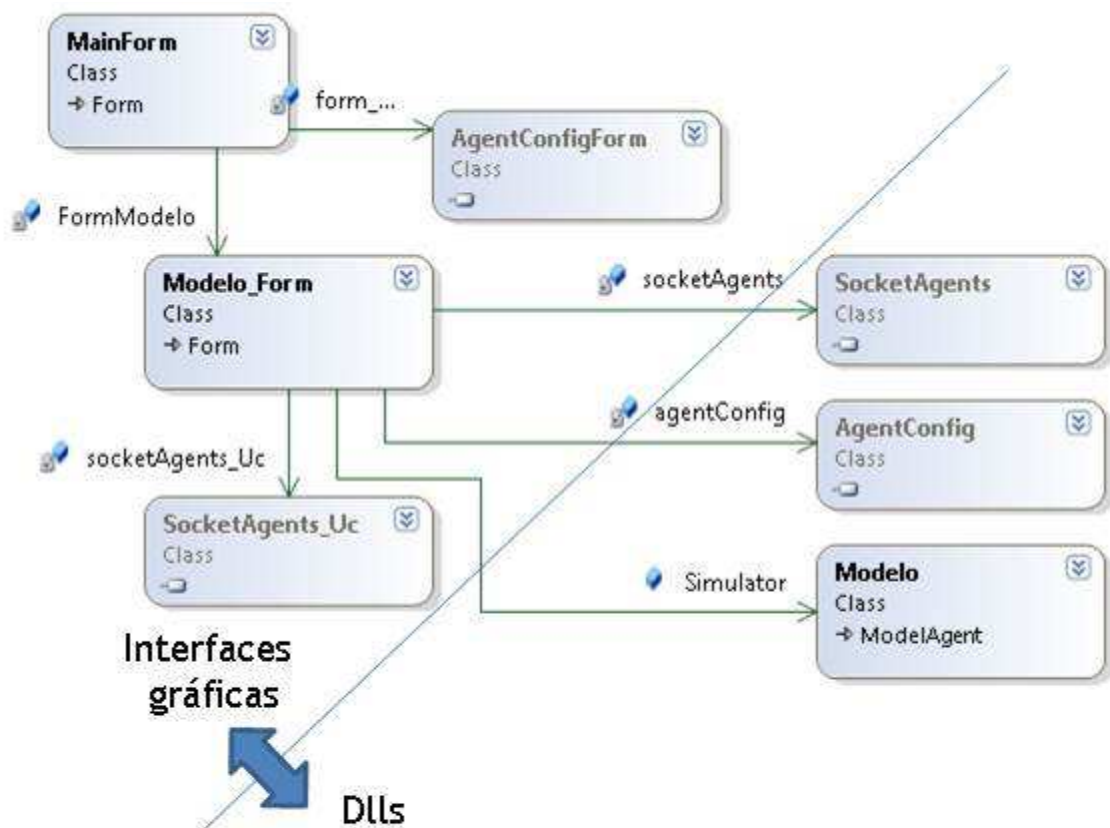 MainForm
Class
Form
form_...
AgentConfigForm
Class
FormModelo
Modelo_Form
Class
Form
socketAgents
SocketAgents
Class
agentConfig
AgentConfig
Class
socketAgents_Uc
SocketAgents_Uc
Class
Simulator
Modelo
Class
ModelAgent
Interfaces
gráficas
Dlls